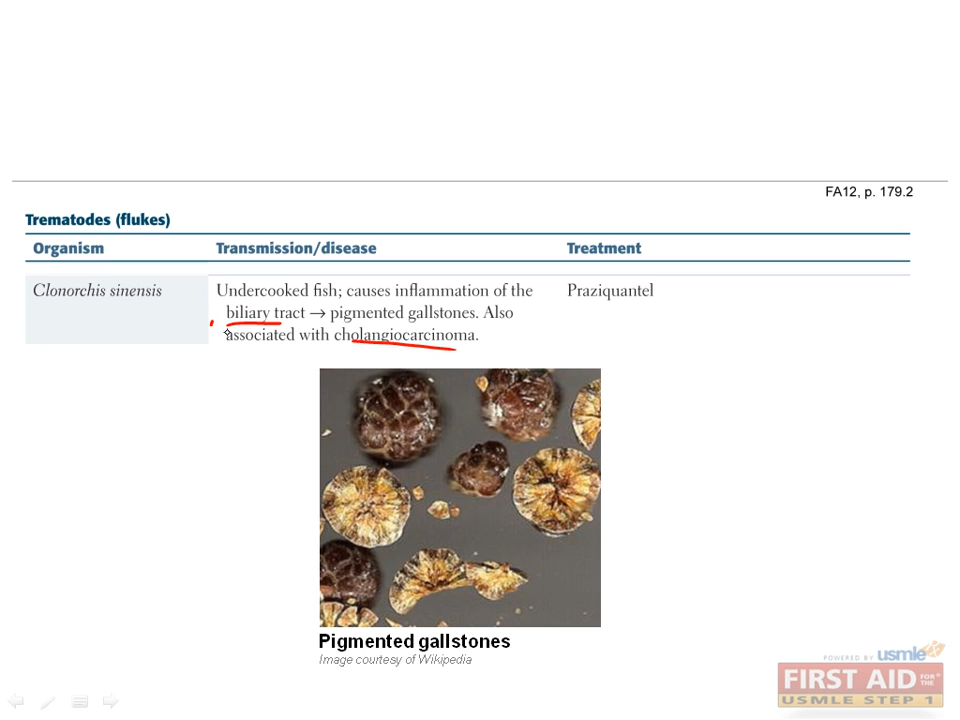 FA12, p. 179.2
Trematodes (flukes)
Organism Transmission/disease Treatment
Clonorchis sinensis Undercooked fish; causes inflammation of the Praziquantel
biliary tract → pigmented gallstones. Also
associated with cholangiocarcinoma.
Pigmented gallstones
Image courtesy of Wikipedia
POWERED BY usmle
FIRST AID FOR THE®
USMLE STEP 1